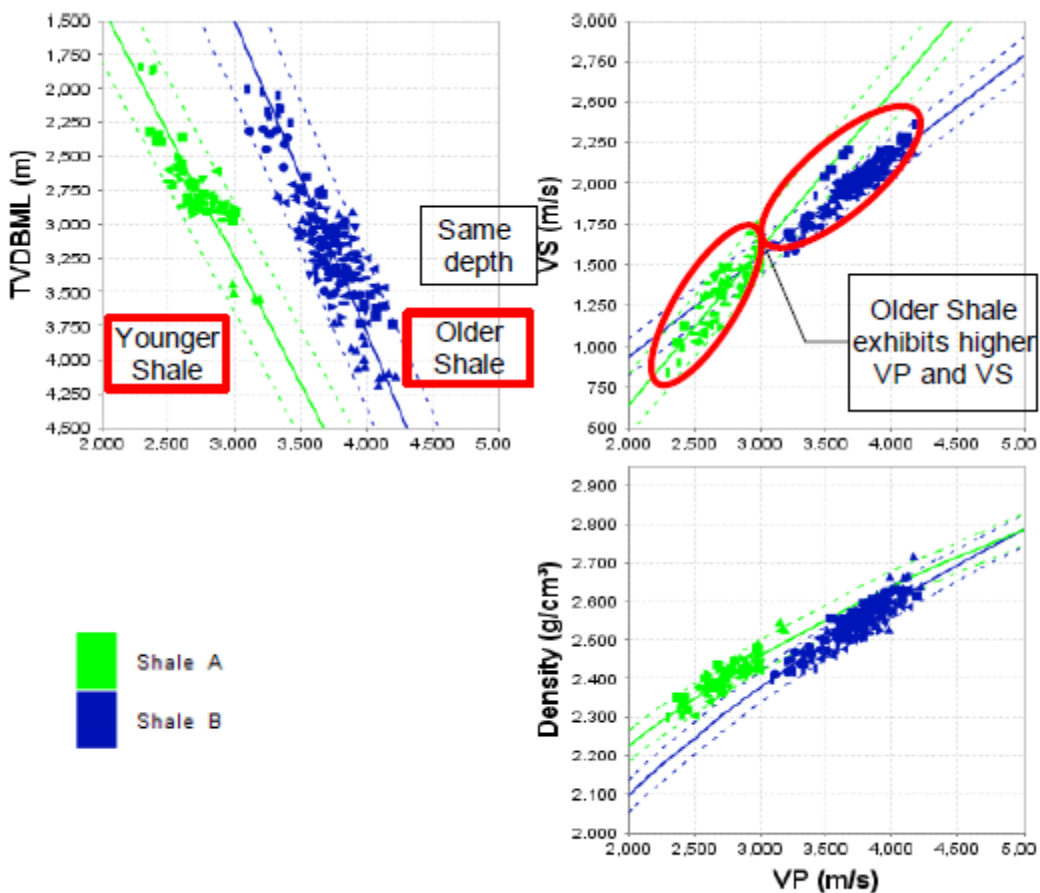 1,500
1,750
2,000
2,250
2,500
2,750
3,000
3,250
3,500
3,750
4,000
4,250
4,500
TVDBML (m)
2,000 2,500 3,000 3,500 4,000 4,500 5,00
Younger
Shale
Same
depth
Older
Shale
3,000
2,750
2,500
2,250
2,000
1,750
1,500
1,250
1,000
750
500
VS (m/s)
2,000 2,500 3,000 3,500 4,000 4,500 5,00
Older Shale
exhibits higher
VP and VS
Shale A
Shale B
2.900
2.800
2.700
2.600
2.500
2.400
2.300
2.200
2.100
2.000
Density (g/cm³)
2,000 2,500 3,000 3,500 4,000 4,500 5,00
VP (m/s)